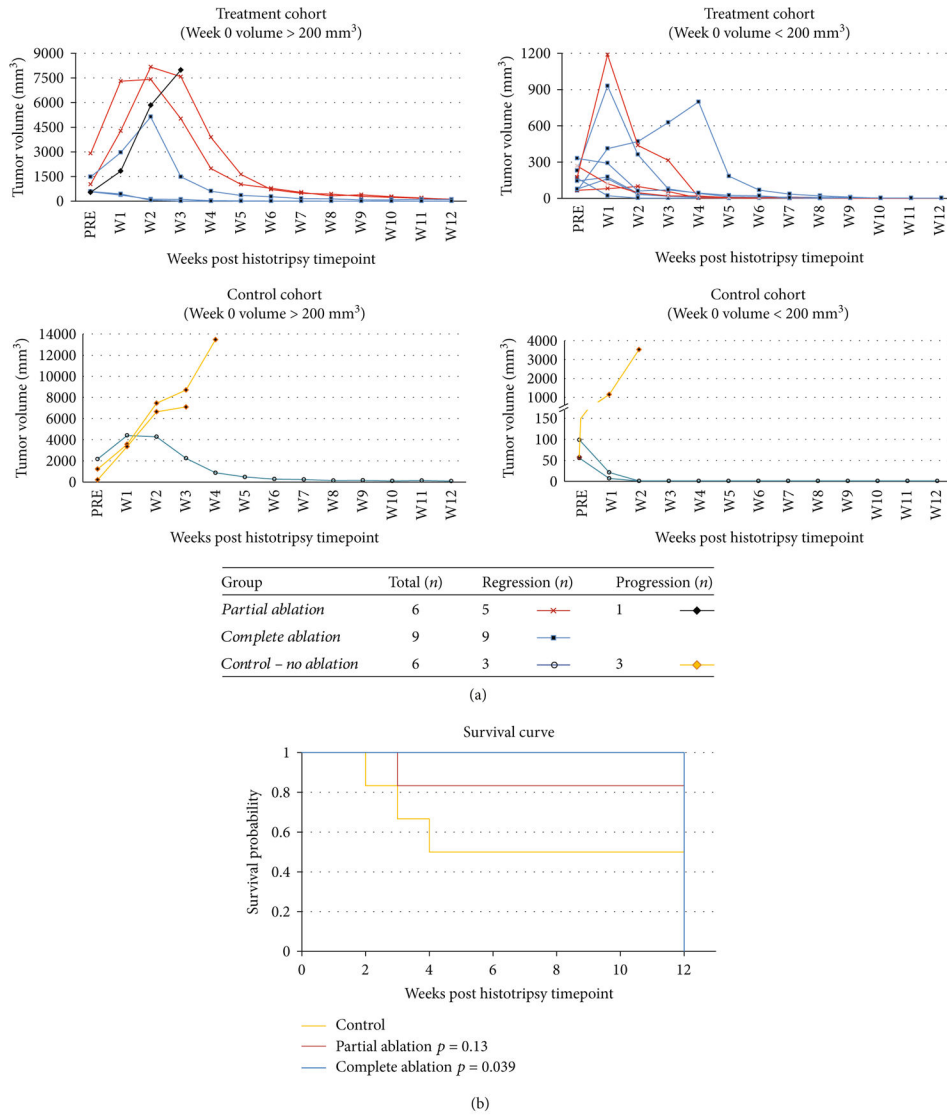 Treatment cohort
(Week 0 volume > 200 mm³)
Tumor volume (mm³)
9000
7500
6000
4500
3000
1500
0
PRE W1 W2 W3 W4 W5 W6 W7 W8 W9 W10 W11 W12
Weeks post histotripsy timepoint
Treatment cohort
(Week 0 volume < 200 mm³)
Tumor volume (mm³)
1200
900
600
300
0
PRE W1 W2 W3 W4 W5 W6 W7 W8 W9 W10 W11 W12
Weeks post histotripsy timepoint
Control cohort
(Week 0 volume > 200 mm³)
Tumor volume (mm³)
14000
12000
10000
8000
6000
4000
2000
0
PRE W1 W2 W3 W4 W5 W6 W7 W8 W9 W10 W11 W12
Weeks post histotripsy timepoint
Control cohort
(Week 0 volume < 200 mm³)
Tumor volume (mm³)
4000
3000
2000
1000
150
100
50
0
PRE W1 W2 W3 W4 W5 W6 W7 W8 W9 W10 W11 W12
Weeks post histotripsy timepoint
Group Total (n) Regression (n) Progression (n)
Partial ablation 6 5 1
Complete ablation 9 9
Control – no ablation 6 3 3
(a)
Survival curve
Survival probability
1
0.8
0.6
0.4
0.2
0
0 2 4 6 8 10 12
Weeks post histotripsy timepoint
Control
Partial ablation p = 0.13
Complete ablation p = 0.039
(b)